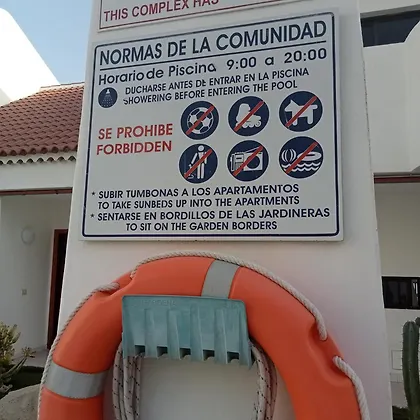 THIS COMPLEX HAS
NORMAS DE LA COMUNIDAD
Horario de Piscina 9:00 a 20:00
DUCHARSE ANTES DE ENTRAR EN LA PISCINA
SHOWERING BEFORE ENTERING THE POOL
SE PROHIBE
FORBIDDEN
* SUBIR TUMBONAS A LOS APARTAMENTOS
TO TAKE SUNBEDS UP INTO THE APARTMENTS
* SENTARSE EN BORDILLOS DE LAS JARDINERAS
TO SIT ON THE GARDEN BORDERS